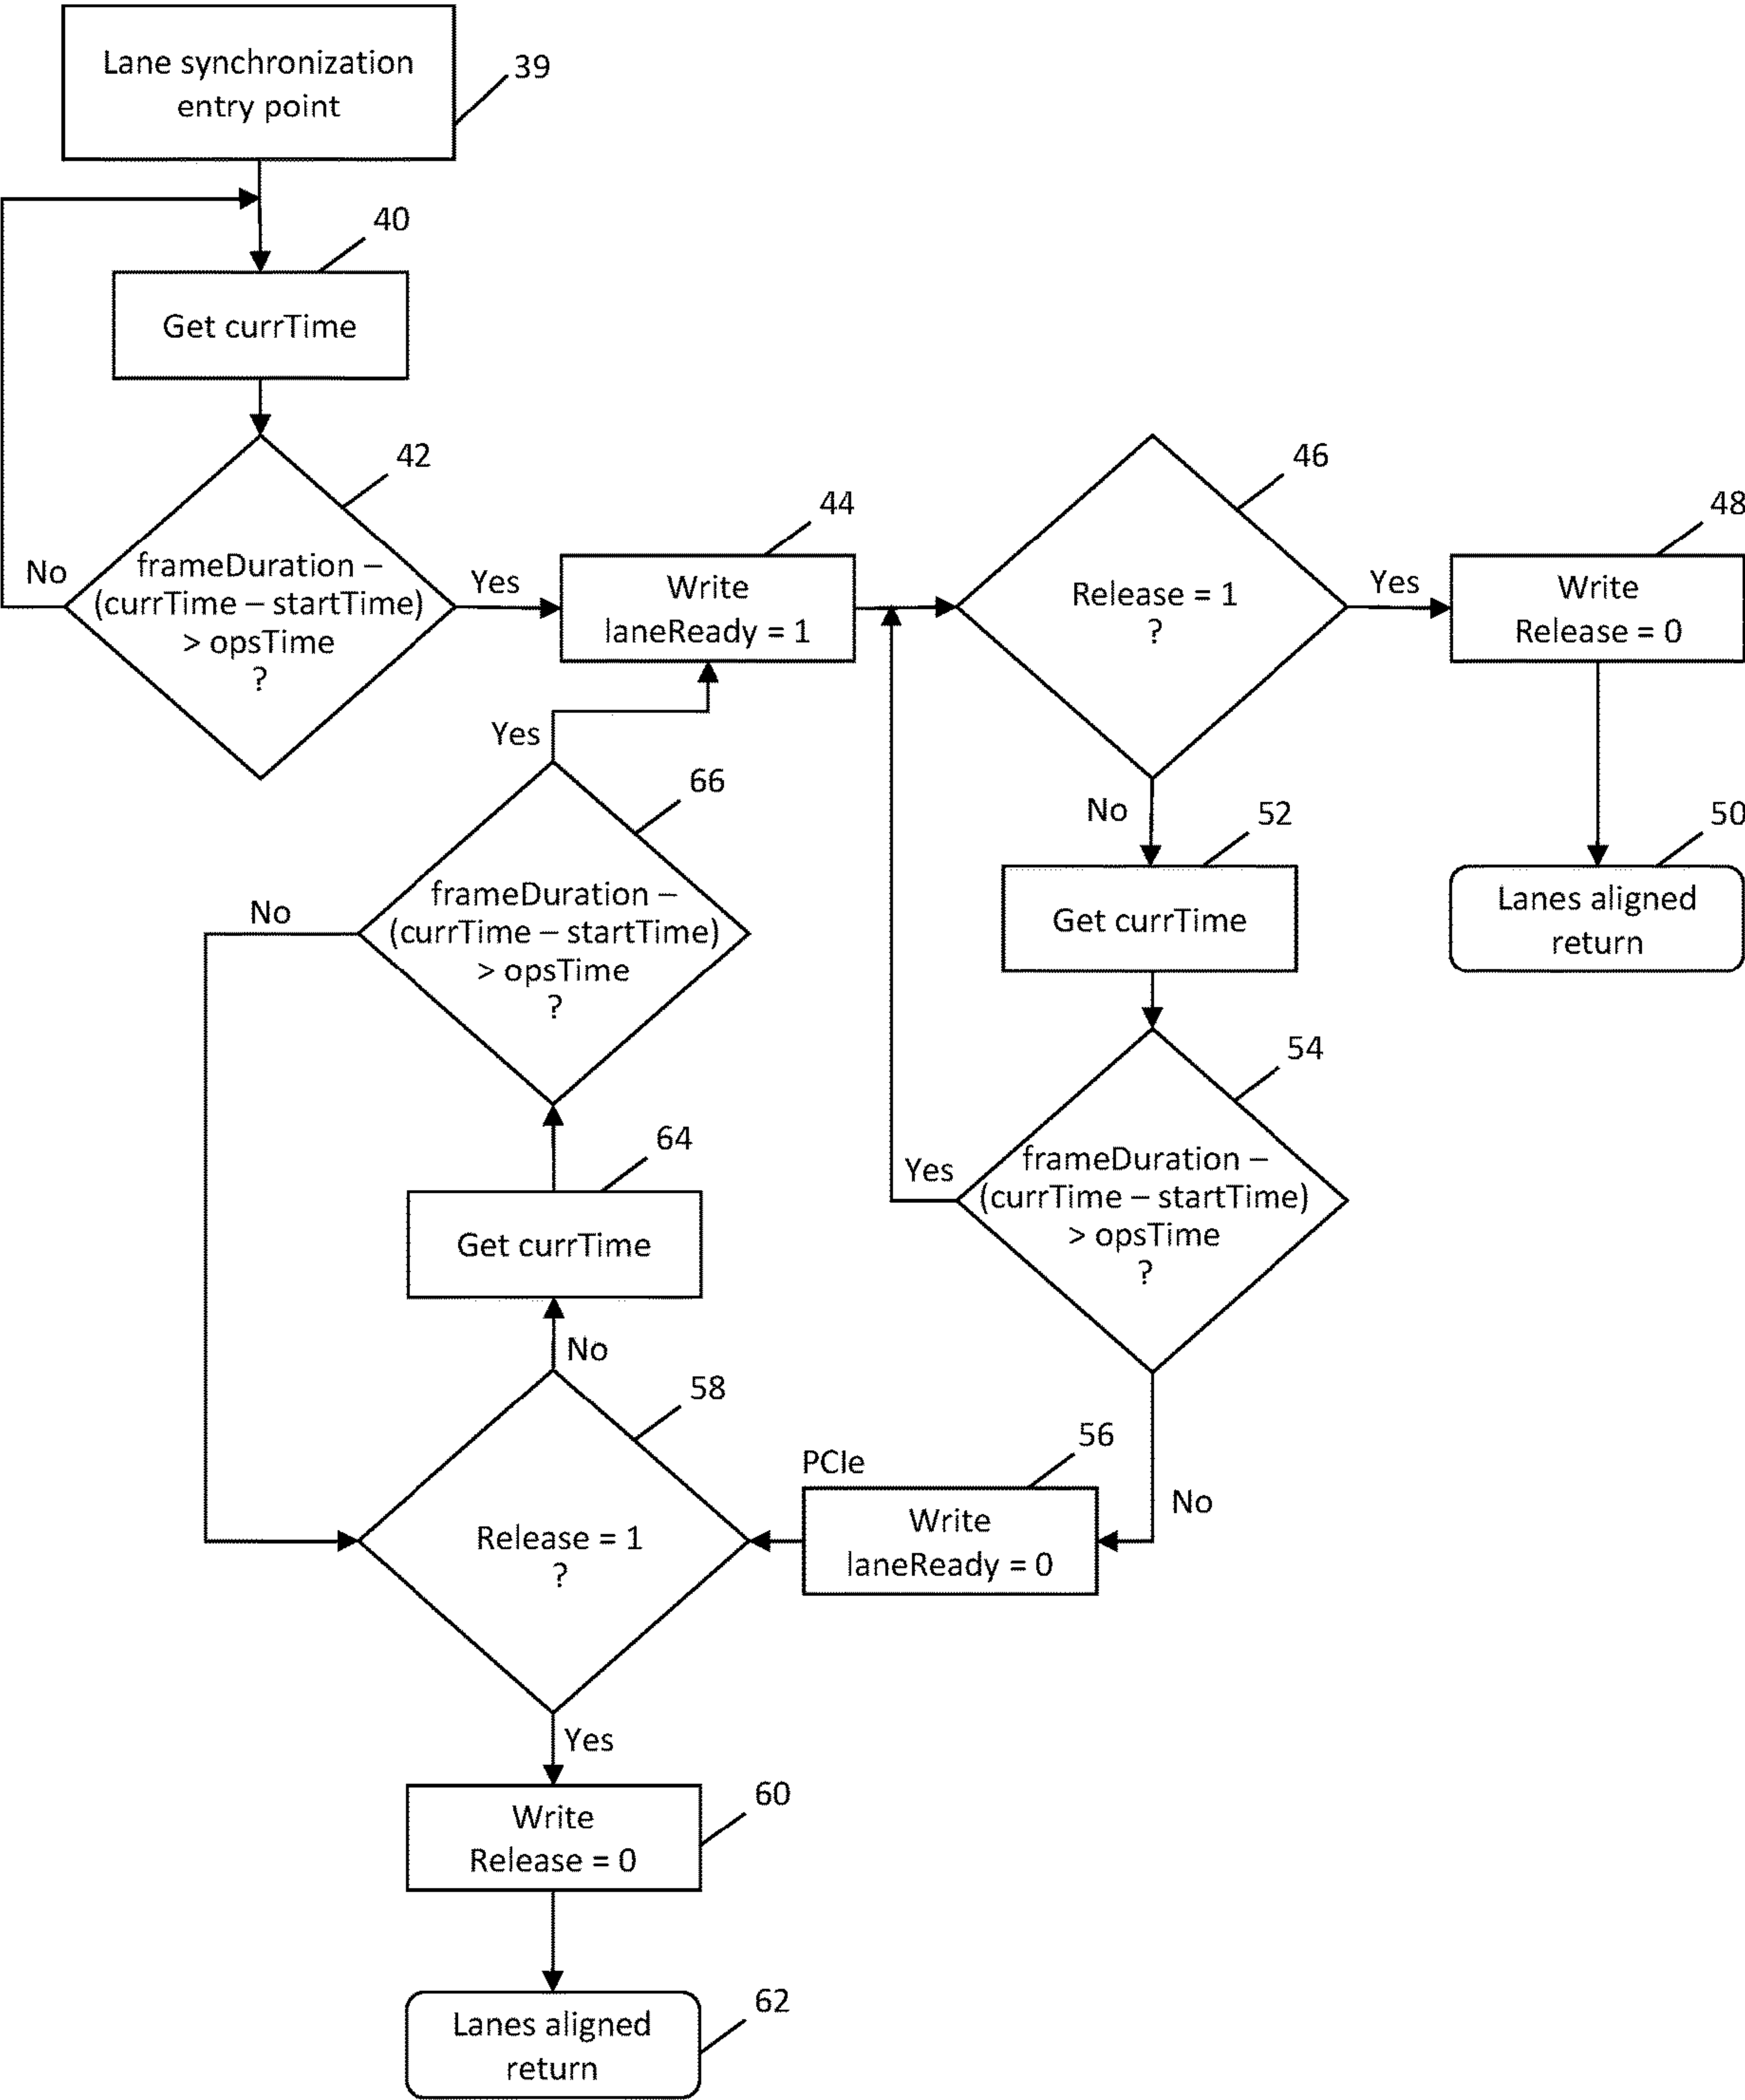 Lane synchronization
entry point
39
40
Get currTime
42
frameDuration –
(currTime – startTime)
> opsTime
?
No
Yes
44
Write
laneReady = 1
46
Release = 1
?
Yes
48
Write
Release = 0
50
Lanes aligned
return
No
52
Get currTime
54
frameDuration –
(currTime – startTime)
> opsTime
?
Yes
No
PCIe
56
Write
laneReady = 0
58
Release = 1
?
No
64
Get currTime
66
frameDuration –
(currTime – startTime)
> opsTime
?
Yes
No
Yes
60
Write
Release = 0
62
Lanes aligned
return